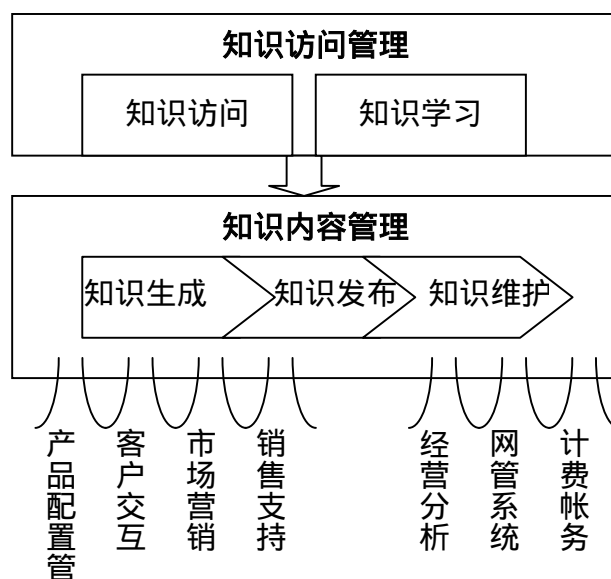 知识访问管理
知识访问
知识学习
知识内容管理
知识生成
知识发布
知识维护
产品配置管
客户交互
市场营销
销售支持
经营分析
网管系统
计费帐务